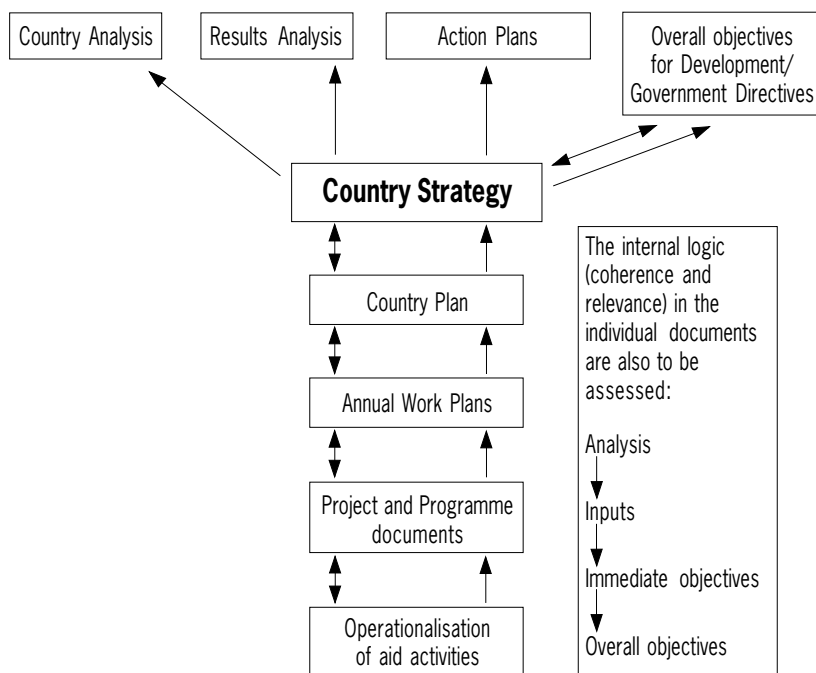 Country Analysis
Results Analysis
Action Plans
Overall objectives
for Development/
Government Directives
Country Strategy
Country Plan
Annual Work Plans
Project and Programme
documents
Operationalisation
of aid activities
The internal logic
(coherence and
relevance) in the
individual documents
are also to be
assessed:
Analysis
Inputs
Immediate objectives
Overall objectives